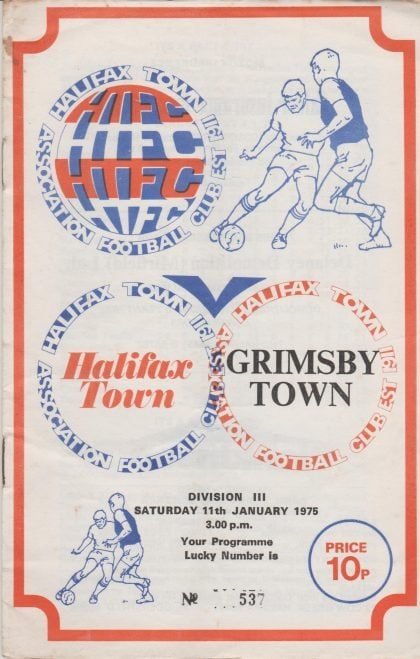 HALIFAX TOWN
ASSOCIATION FOOTBALL CLUB EST 1911
HTFC
HTFC
HTFC
HTFC
HALIFAX TOWN 1911
ASSOCIATION FOOTBALL CLUB EST
Halifax
Town
HALIFAX TOWN 1911
ASSOCIATION FOOTBALL CLUB EST
GRIMSBY
TOWN
DIVISION III
SATURDAY 11th JANUARY 1975
3.00 p.m.
Your Programme
Lucky Number is
No 537
PRICE
10P